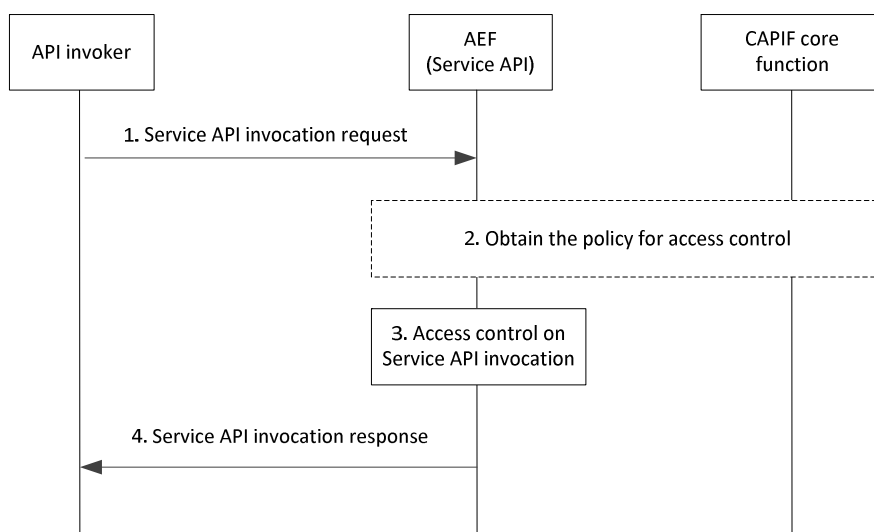 API invoker
AEF
(Service API)
CAPIF core
function
1. Service API invocation request
2. Obtain the policy for access control
3. Access control on
Service API invocation
4. Service API invocation response